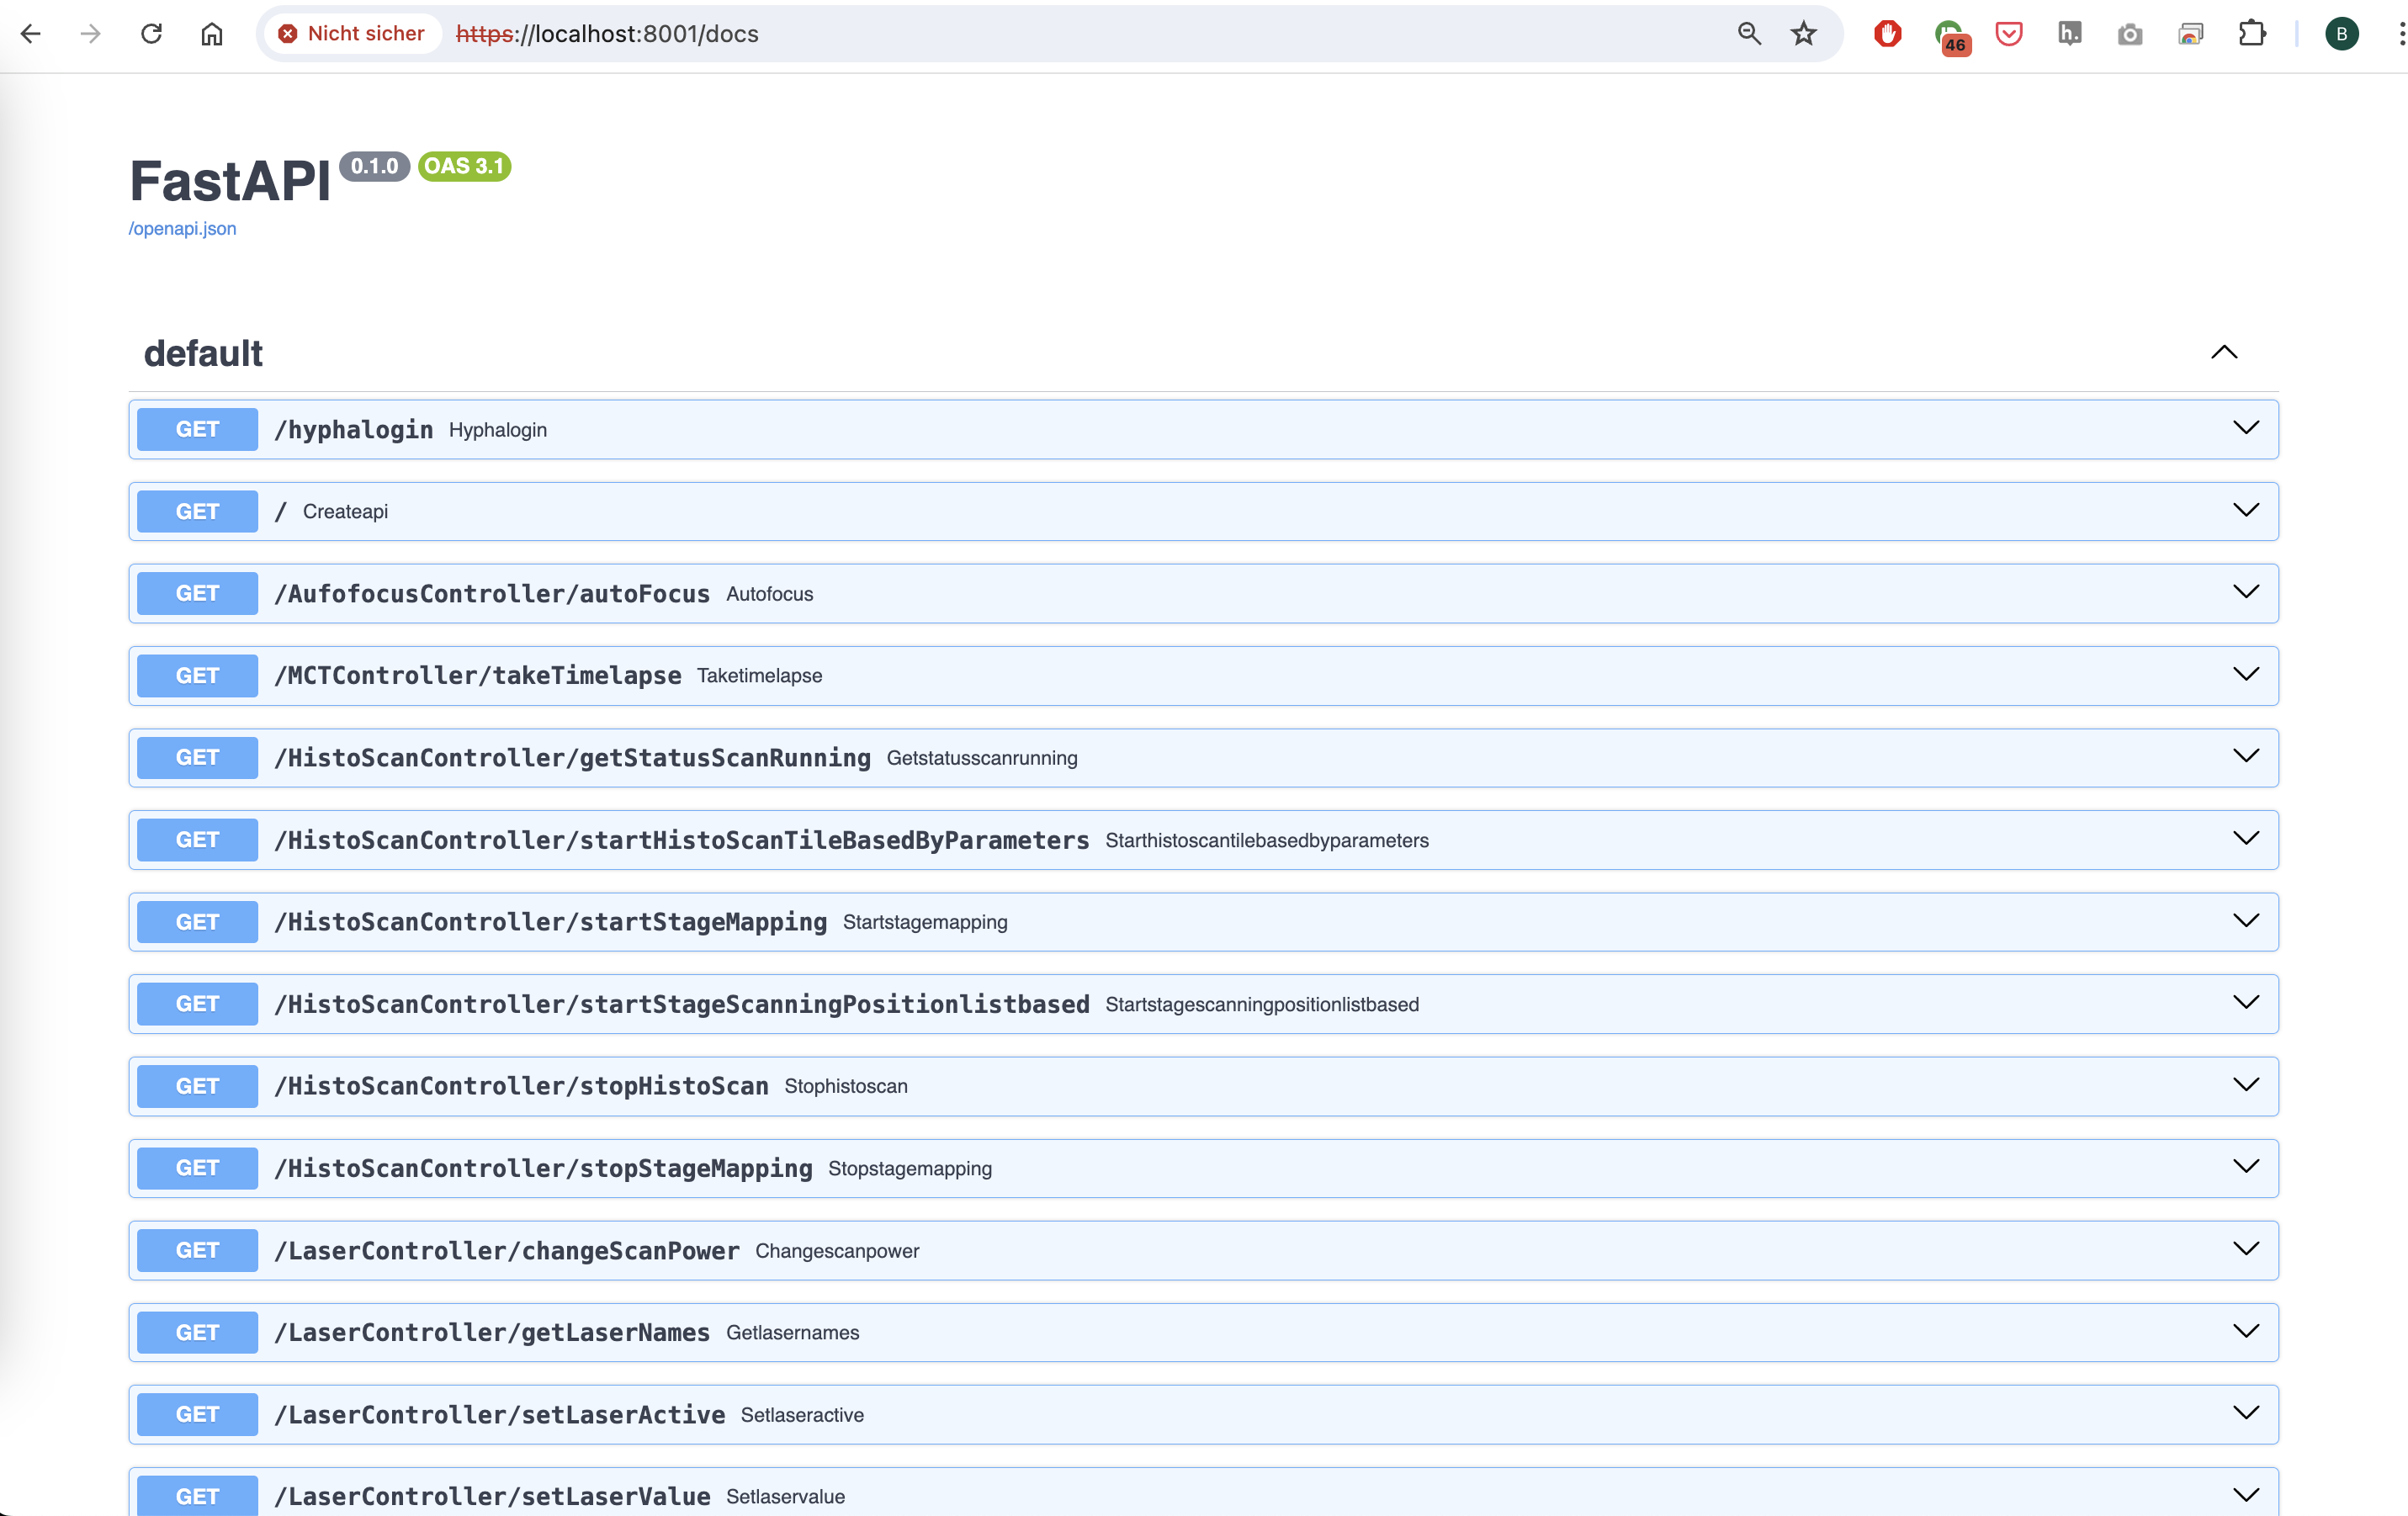 Nicht sicher https://localhost:8001/docs
h. 46 B
FastAPI 0.1.0 OAS 3.1
/openapi.json
default
GET /hyphalogin Hyphalogin
GET / Createapi
GET /AufofocusController/autoFocus Autofocus
GET /MCTController/takeTimelapse Taketimelapse
GET /HistoScanController/getStatusScanRunning Getstatusscanrunning
GET /HistoScanController/startHistoScanTileBasedByParameters Starthistoscantilebasedbyparameters
GET /HistoScanController/startStageMapping Startstagemapping
GET /HistoScanController/startStageScanningPositionlistbased Startstagescanningpositionlistbased
GET /HistoScanController/stopHistoScan Stophistoscan
GET /HistoScanController/stopStageMapping Stopstagemapping
GET /LaserController/changeScanPower Changescanpower
GET /LaserController/getLaserNames Getlasernames
GET /LaserController/setLaserActive Setlaseractive
GET /LaserController/setLaserValue Setlaservalue